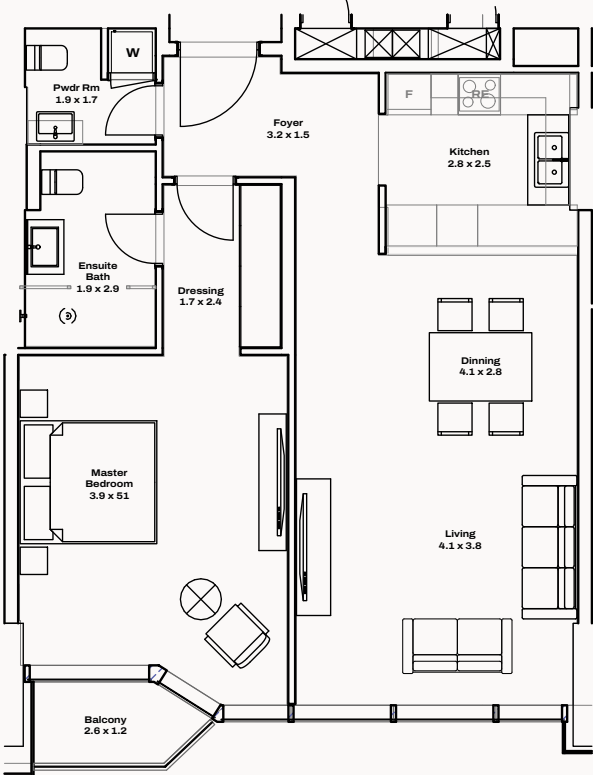 W
Pwdr Rm
1.9 x 1.7
Foyer
3.2 x 1.5
F
RE
Kitchen
2.8 x 2.5
Ensuite
Bath
1.9 x 2.9
Dressing
1.7 x 2.4
Dinning
4.1 x 2.8
Master
Bedroom
3.9 x 51
Living
4.1 x 3.8
Balcony
2.6 x 1.2